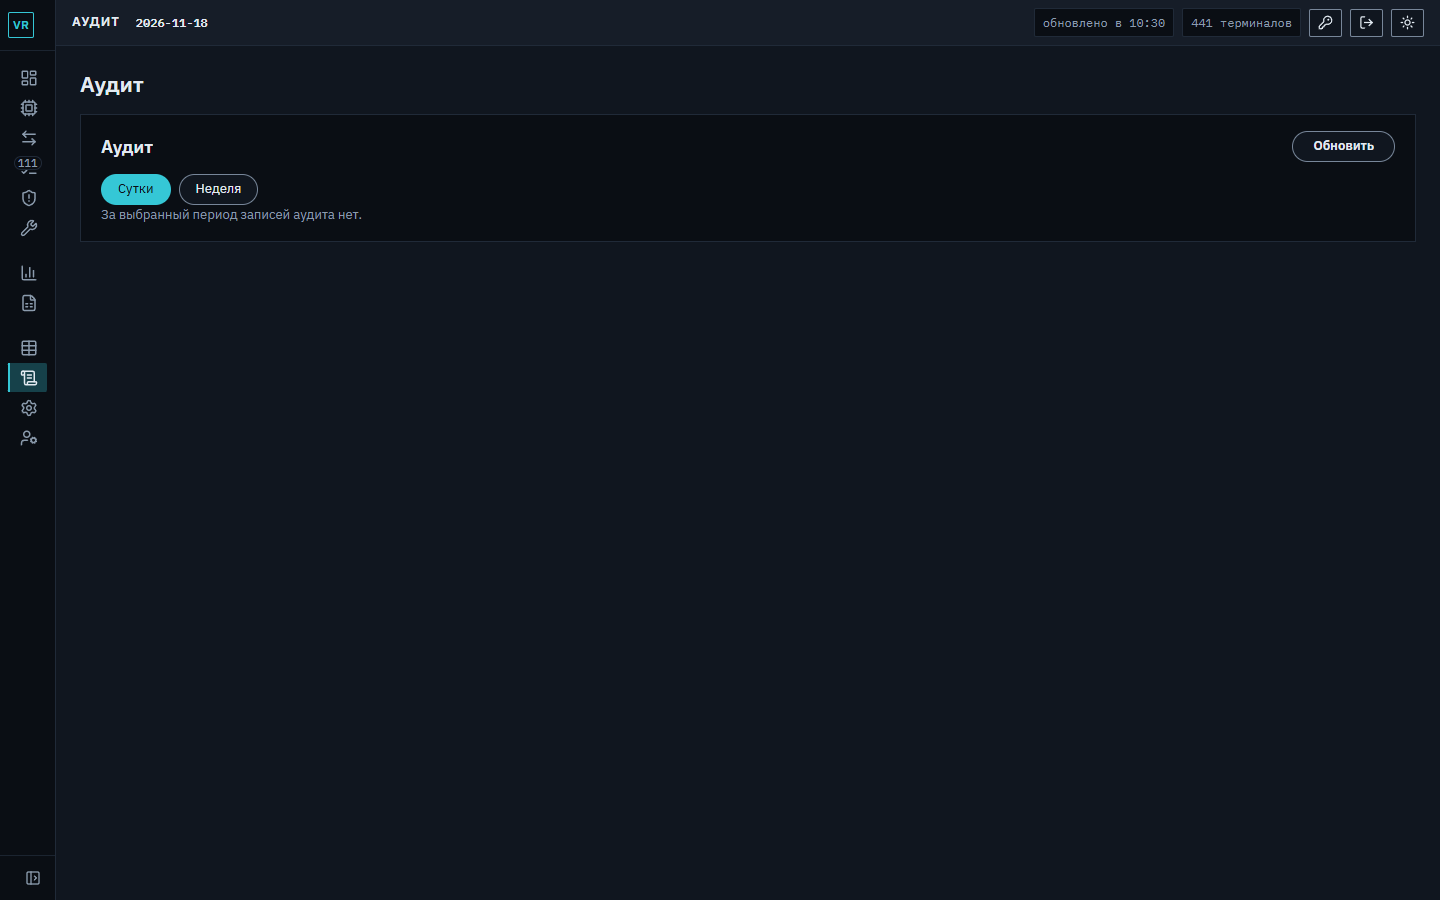 VR
АУДИТ 2026-11-18 обновлено в 10:30 441 терминалов
111
Аудит
Аудит Обновить
Сутки Неделя
За выбранный период записей аудита нет.